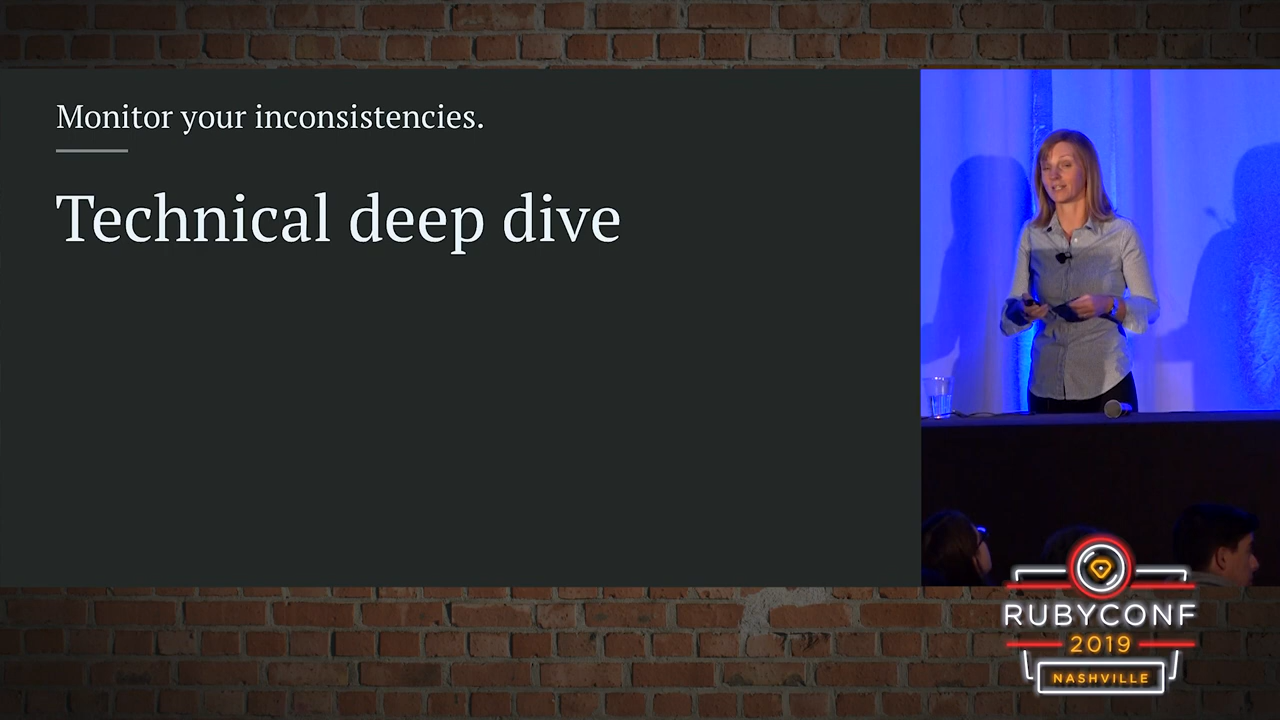 Monitor your inconsistencies.
Technical deep dive
RUBYCONF
2019
NASHVILLE